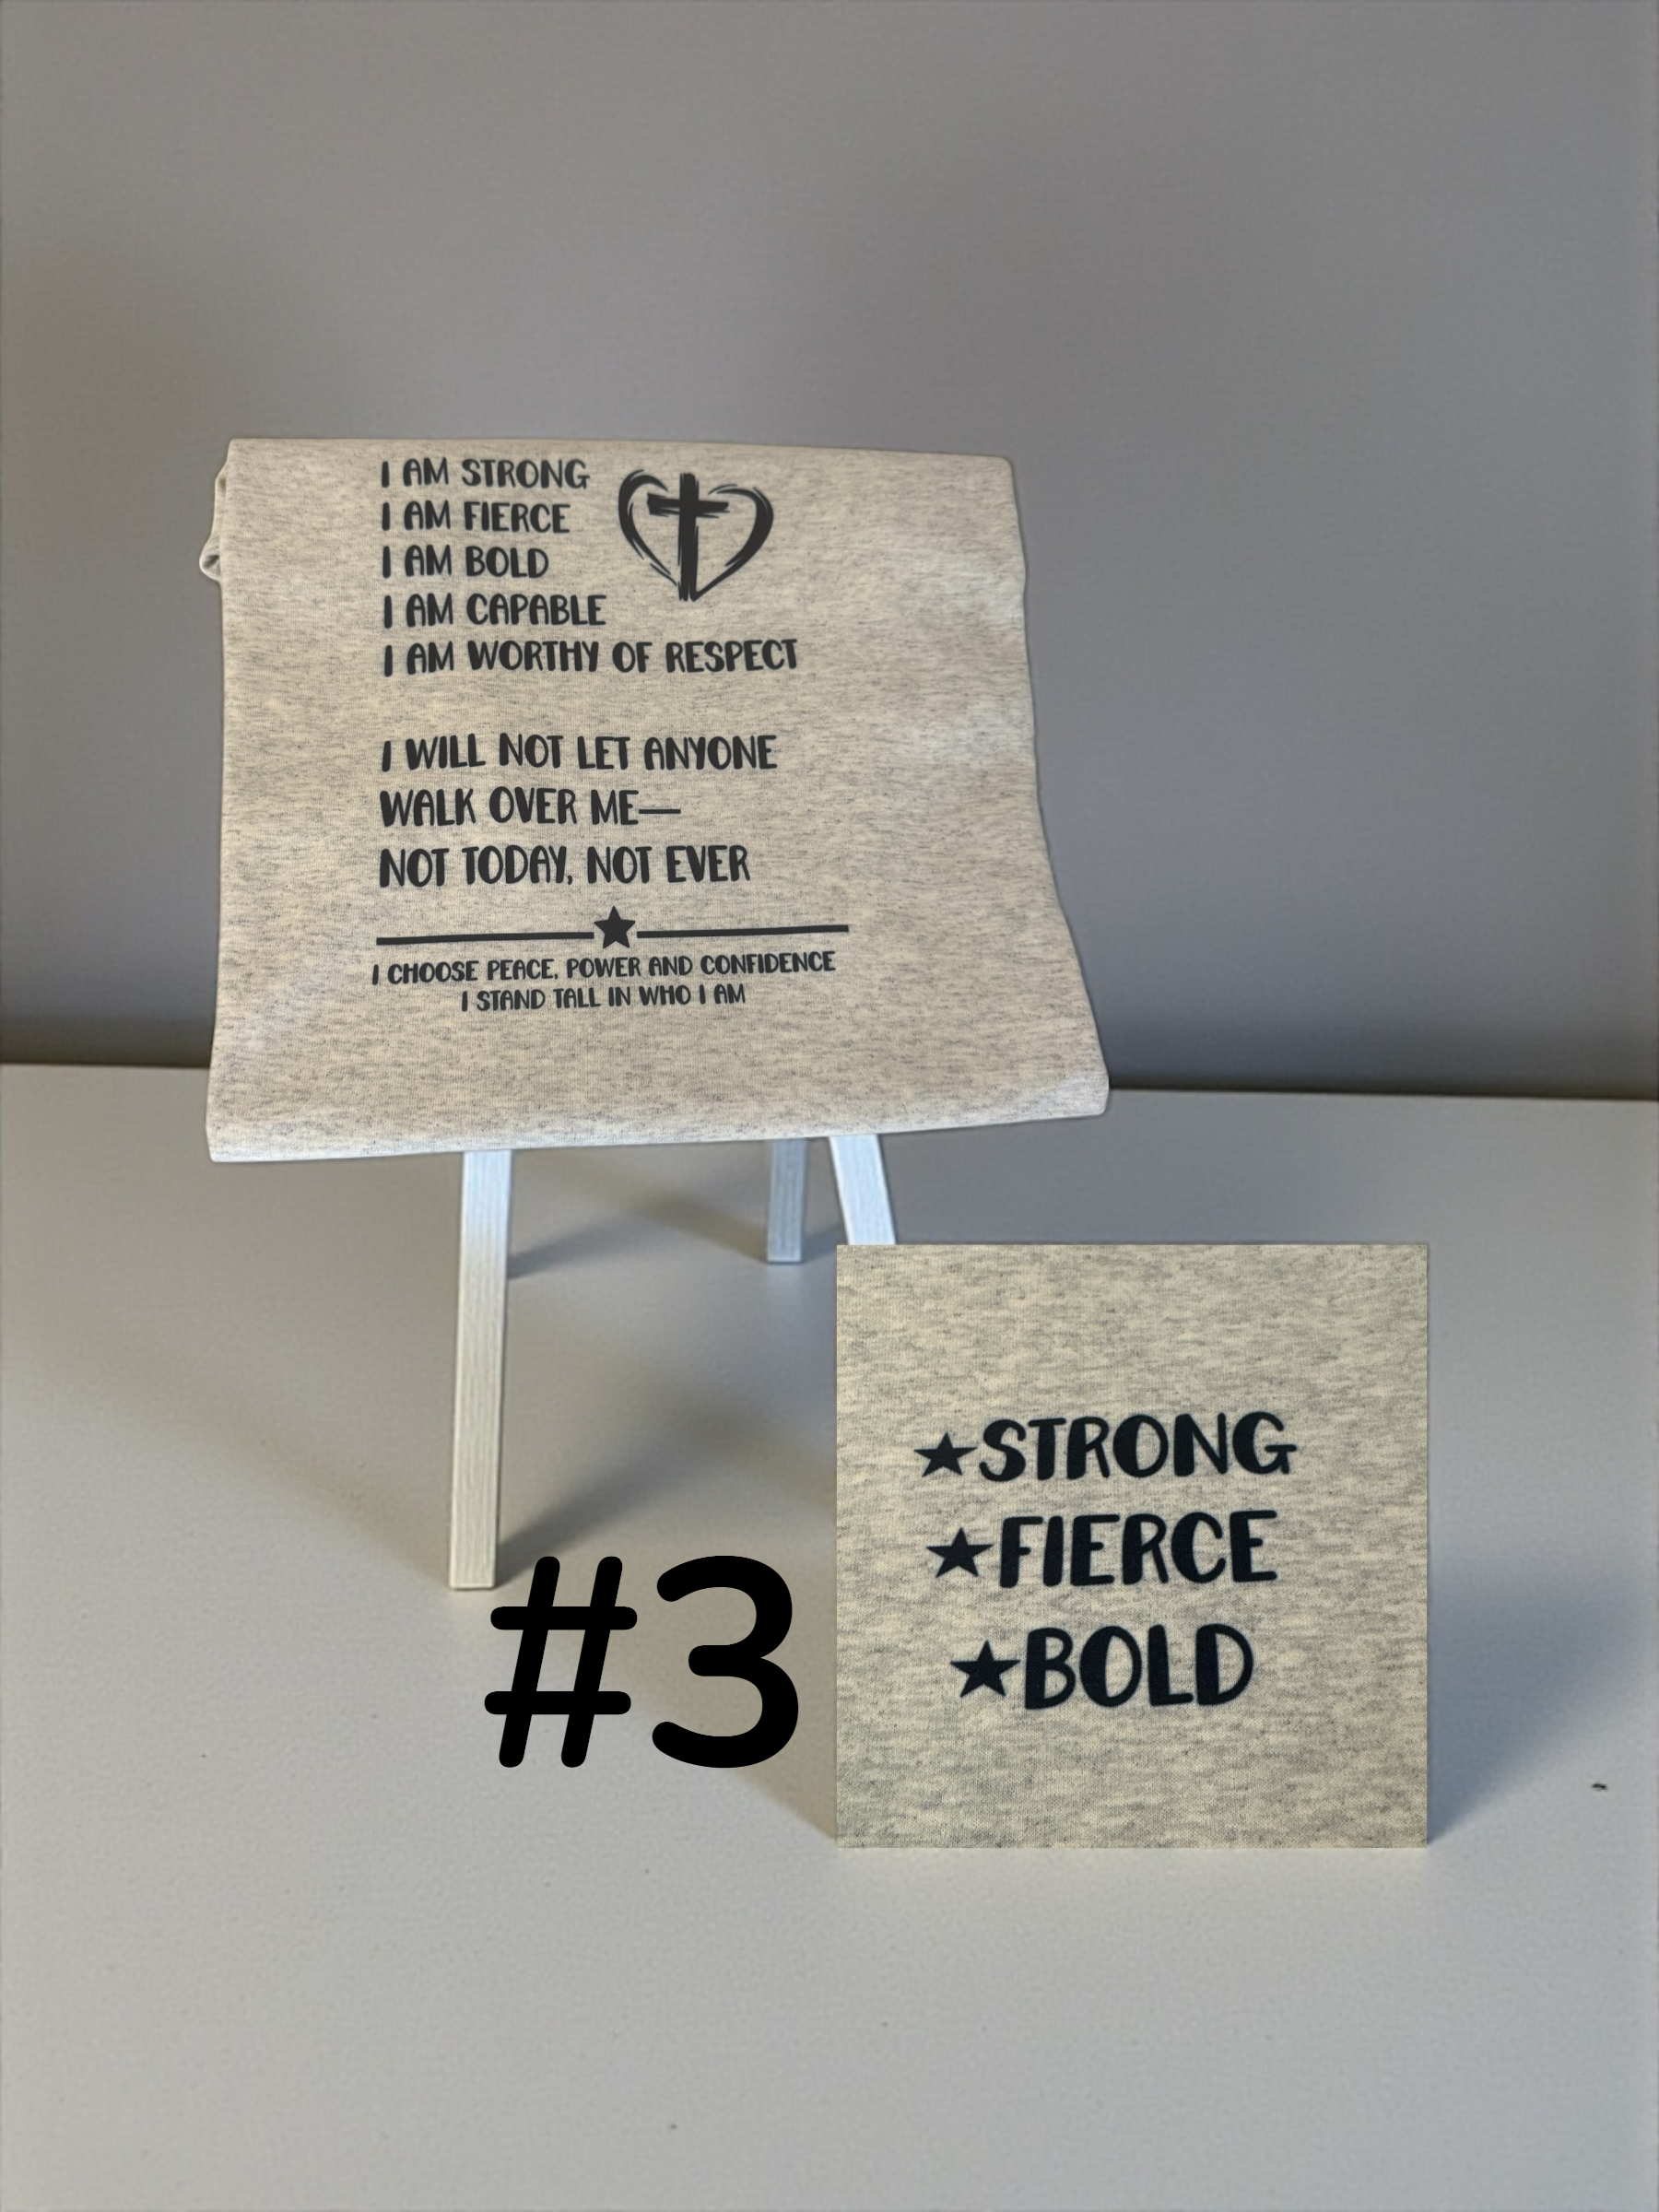 I AM STRONG
I AM FIERCE
I AM BOLD
I AM CAPABLE
I AM WORTHY OF RESPECT
I WILL NOT LET ANYONE
WALK OVER ME—
NOT TODAY, NOT EVER
I CHOOSE PEACE, POWER AND CONFIDENCE
I STAND TALL IN WHO I AM
#3
★STRONG
★FIERCE
★BOLD